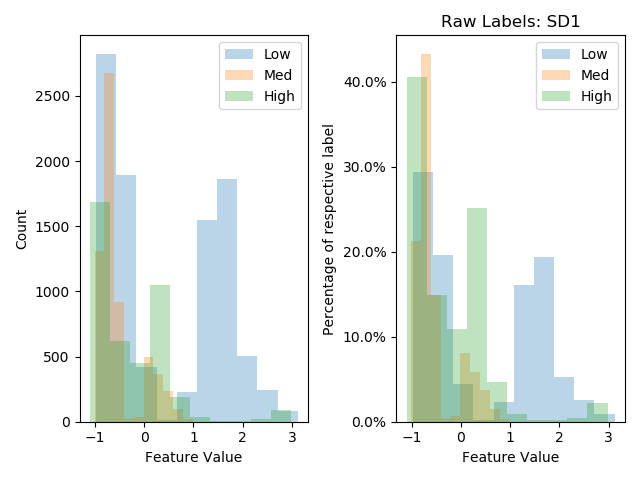 Raw Labels: SD1
Count
2500
2000
1500
1000
500
0
−1
0
1
2
3
Feature Value
Low
Med
High
Percentage of respective label
40.0%
30.0%
20.0%
10.0%
0.0%
−1
0
1
2
3
Feature Value
Low
Med
High